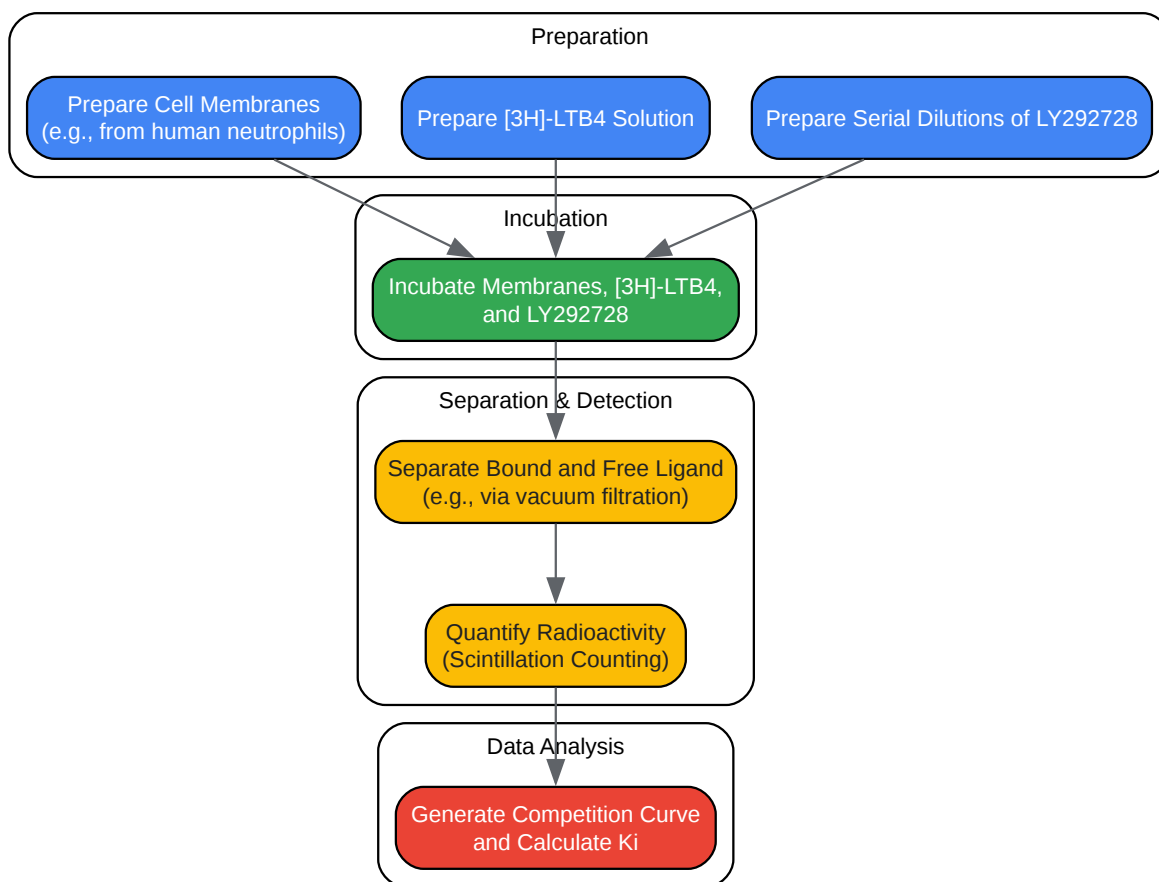 Preparation
Prepare Cell Membranes
(e.g., from human neutrophils)
Prepare [3H]-LTB4 Solution
Prepare Serial Dilutions of LY292728
Incubation
Incubate Membranes, [3H]-LTB4,
and LY292728
Separation & Detection
Separate Bound and Free Ligand
(e.g., via vacuum filtration)
Quantify Radioactivity
(Scintillation Counting)
Data Analysis
Generate Competition Curve
and Calculate Ki